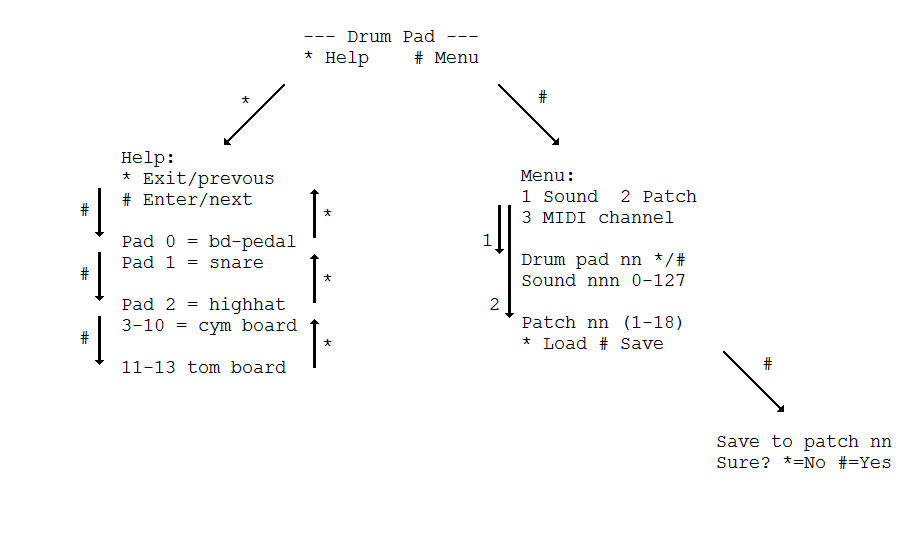 --- Drum Pad ---
* Help    # Menu
*
#
Help:
* Exit/prevous
# Enter/next
#
*
Pad 0 = bd-pedal
Pad 1 = snare
#
*
Pad 2 = highhat
3-10 = cym board
#
*
11-13 tom board
Menu:
1 Sound  2 Patch
3 MIDI channel
1
Drum pad nn */#
Sound nnn 0-127
2
Patch nn (1-18)
* Load # Save
#
Save to patch nn
Sure? *=No #=Yes